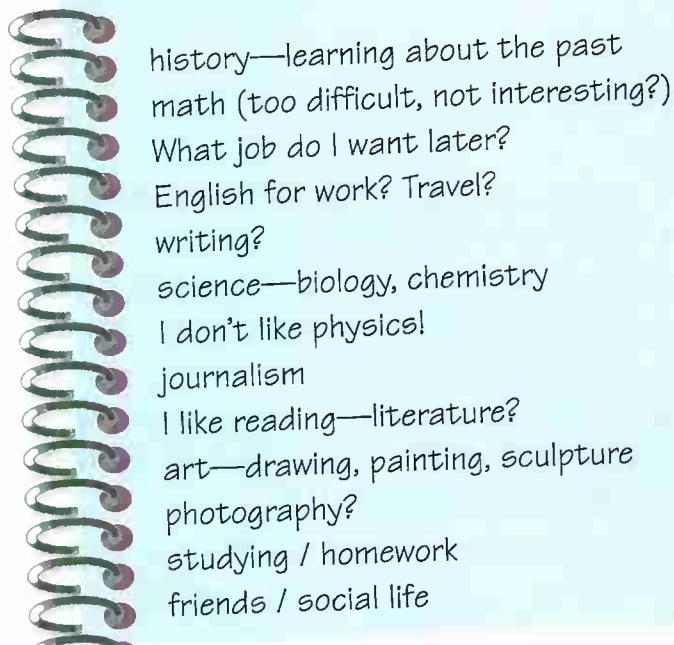 history—learning about the past
math (too difficult, not interesting?)
What job do I want later?
English for work? Travel?
writing?
science—biology, chemistry
I don't like physics!
journalism
I like reading—literature?
art—drawing, painting, sculpture
photography?
studying / homework
friends / social life